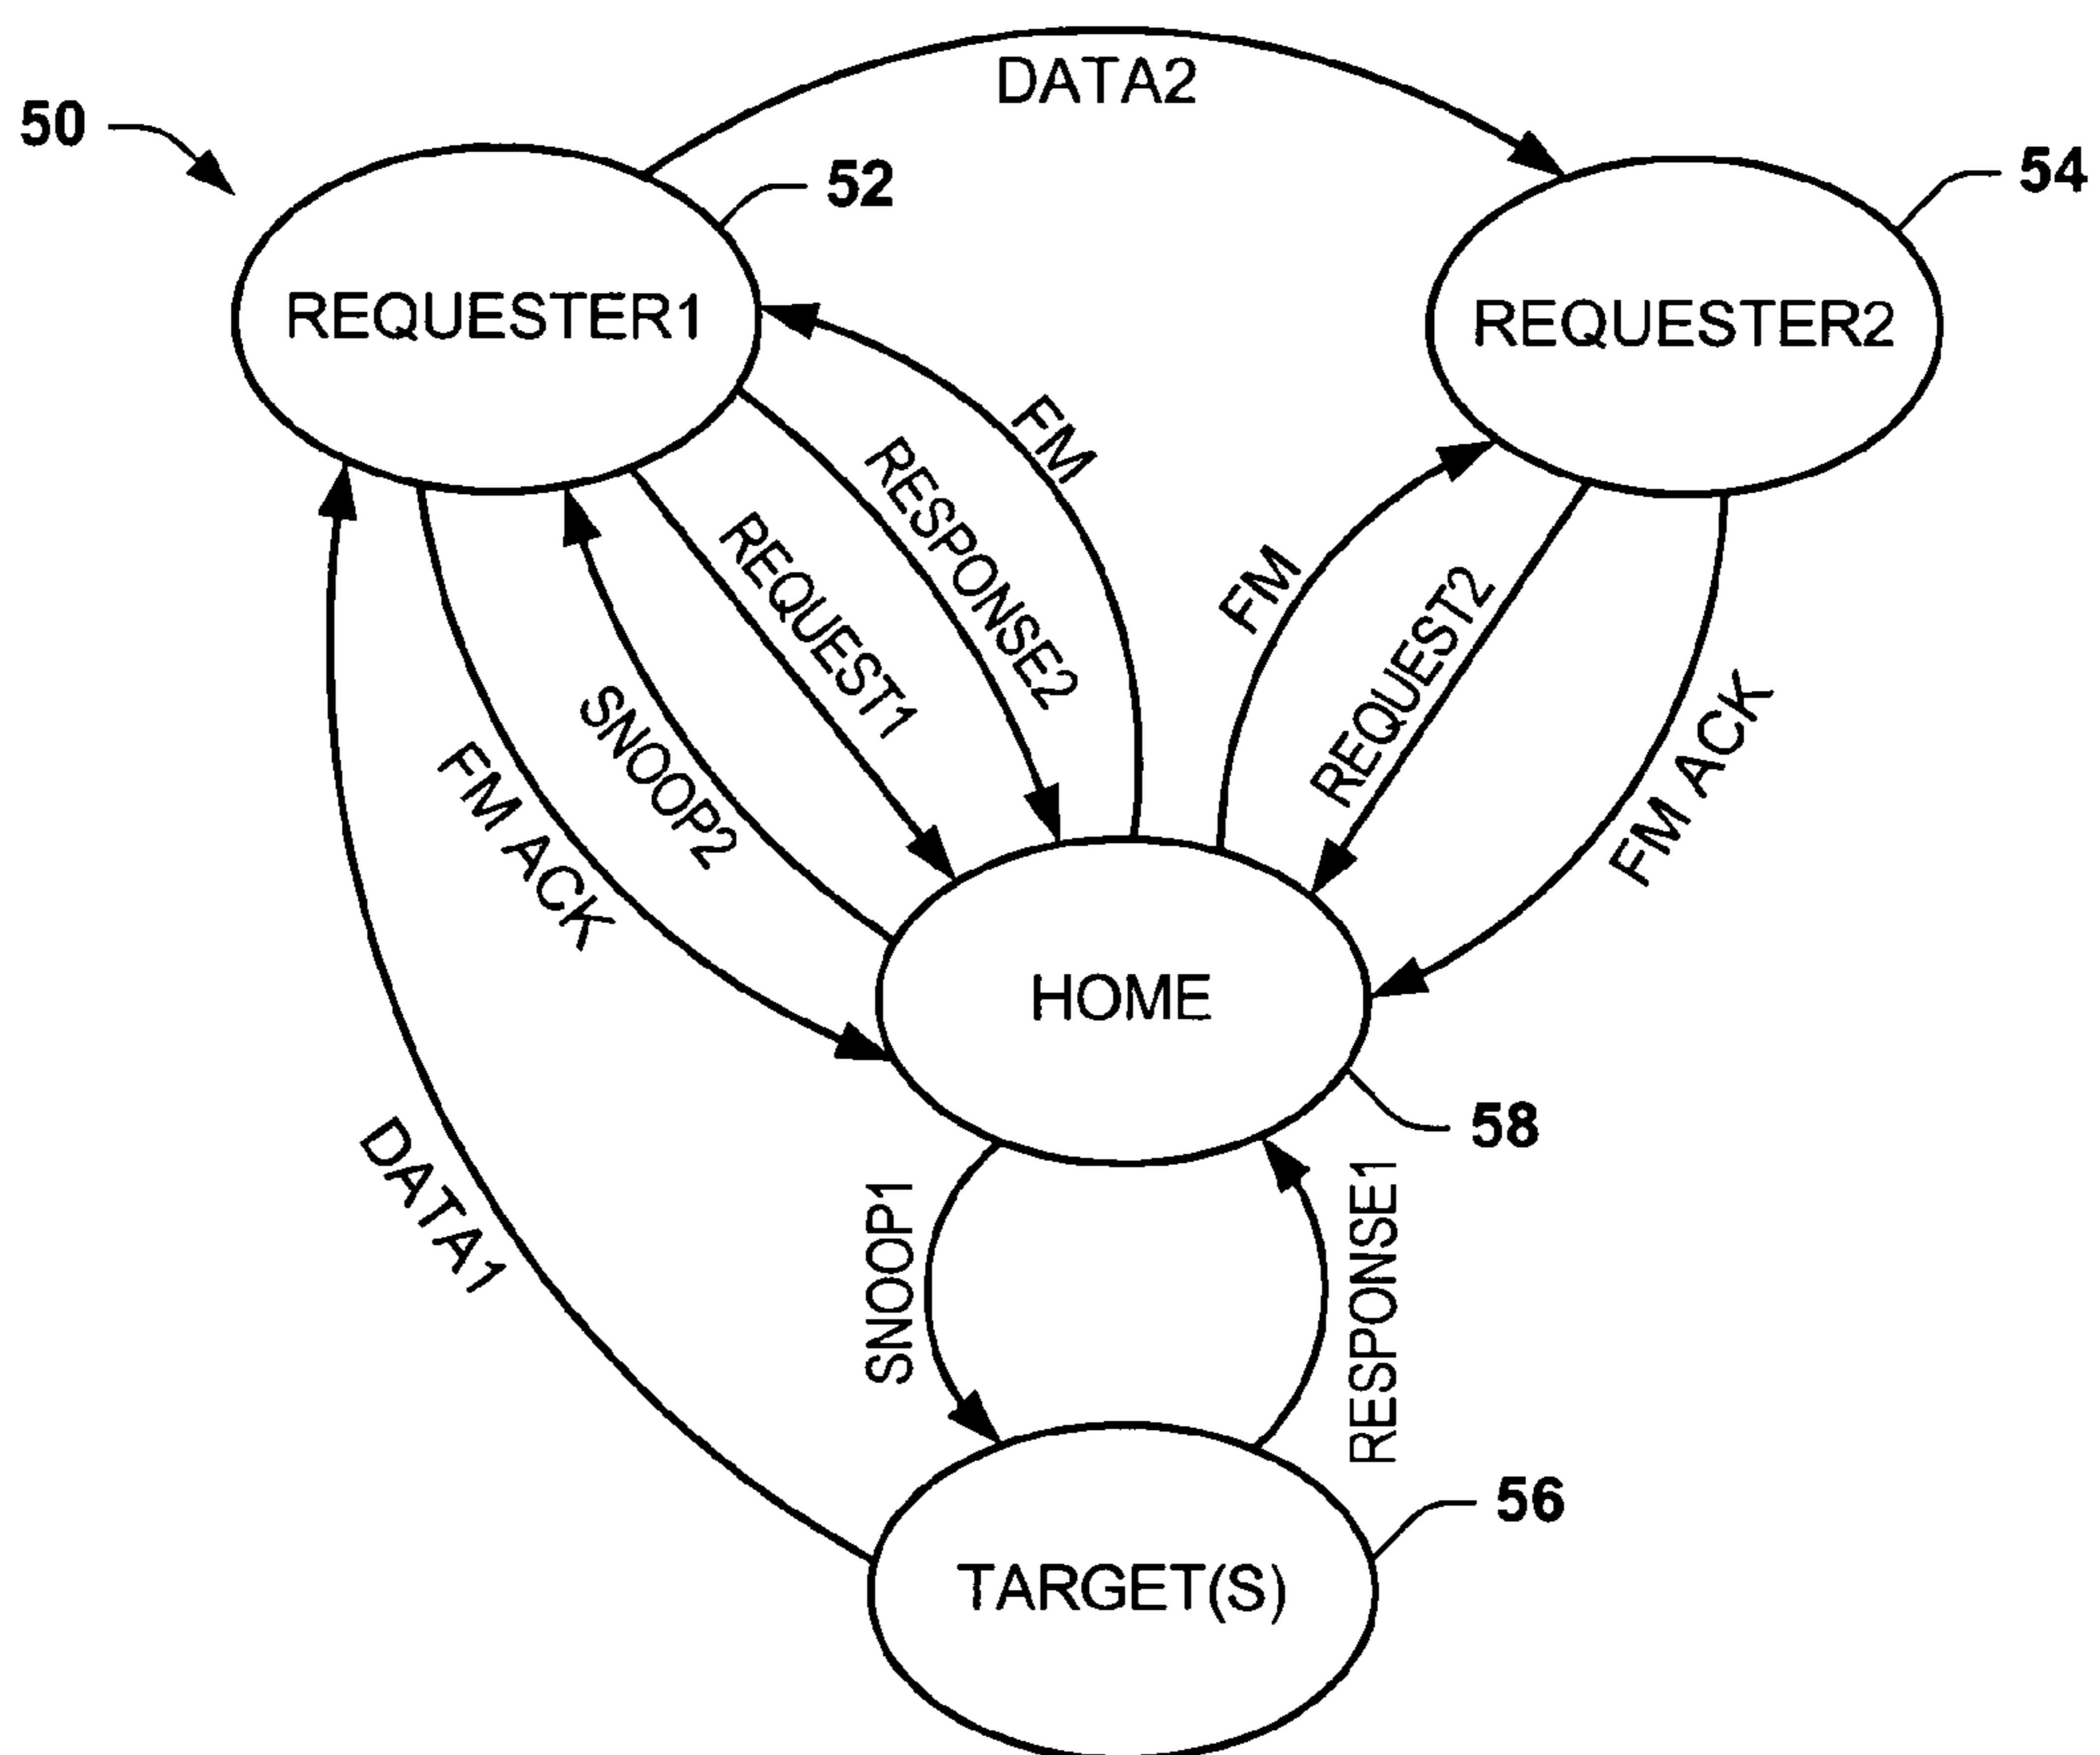 DATA2
50
52
54
REQUESTER1
REQUESTER2
FM
RESPONSE2
REQUEST1
SNOOP2
FM ACK
FM
REQUEST2
FM ACK
HOME
58
DATA1
SNOOP1
RESPONSE1
56
TARGET(S)